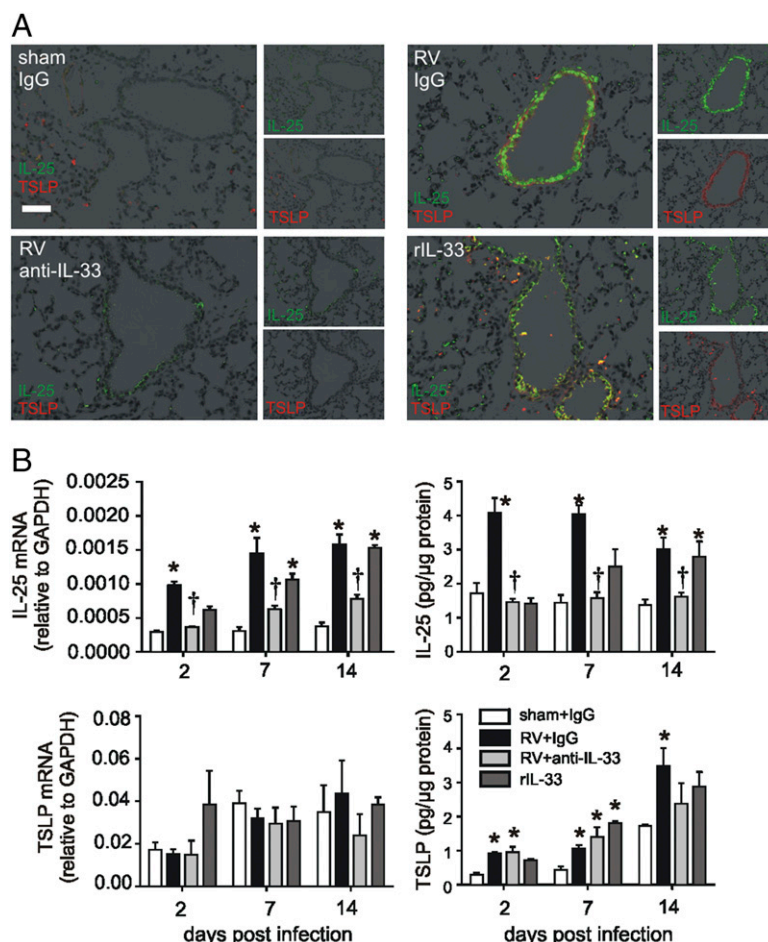 A
sham
IgG
IL-25
TSLP
IL-25
TSLP
RV
IgG
IL-25
TSLP
IL-25
TSLP
RV
anti-IL-33
IL-25
TSLP
IL-25
TSLP
rIL-33
IL-25
TSLP
IL-25
TSLP
B
IL-25 mRNA
(relative to GAPDH)
0.0025
0.0020
0.0015
0.0010
0.0005
0.0000
* † * † * * † *
2 7 14
IL-25 (pg/µg protein)
5
4
3
2
1
0
* † * † * † *
2 7 14
TSLP mRNA
(relative to GAPDH)
0.08
0.06
0.04
0.02
0.00
2 7 14
days post infection
TSLP (pg/µg protein)
5
4
3
2
1
0
sham+IgG
RV+IgG
RV+anti-IL-33
rIL-33
* * * * * *
2 7 14
days post infection